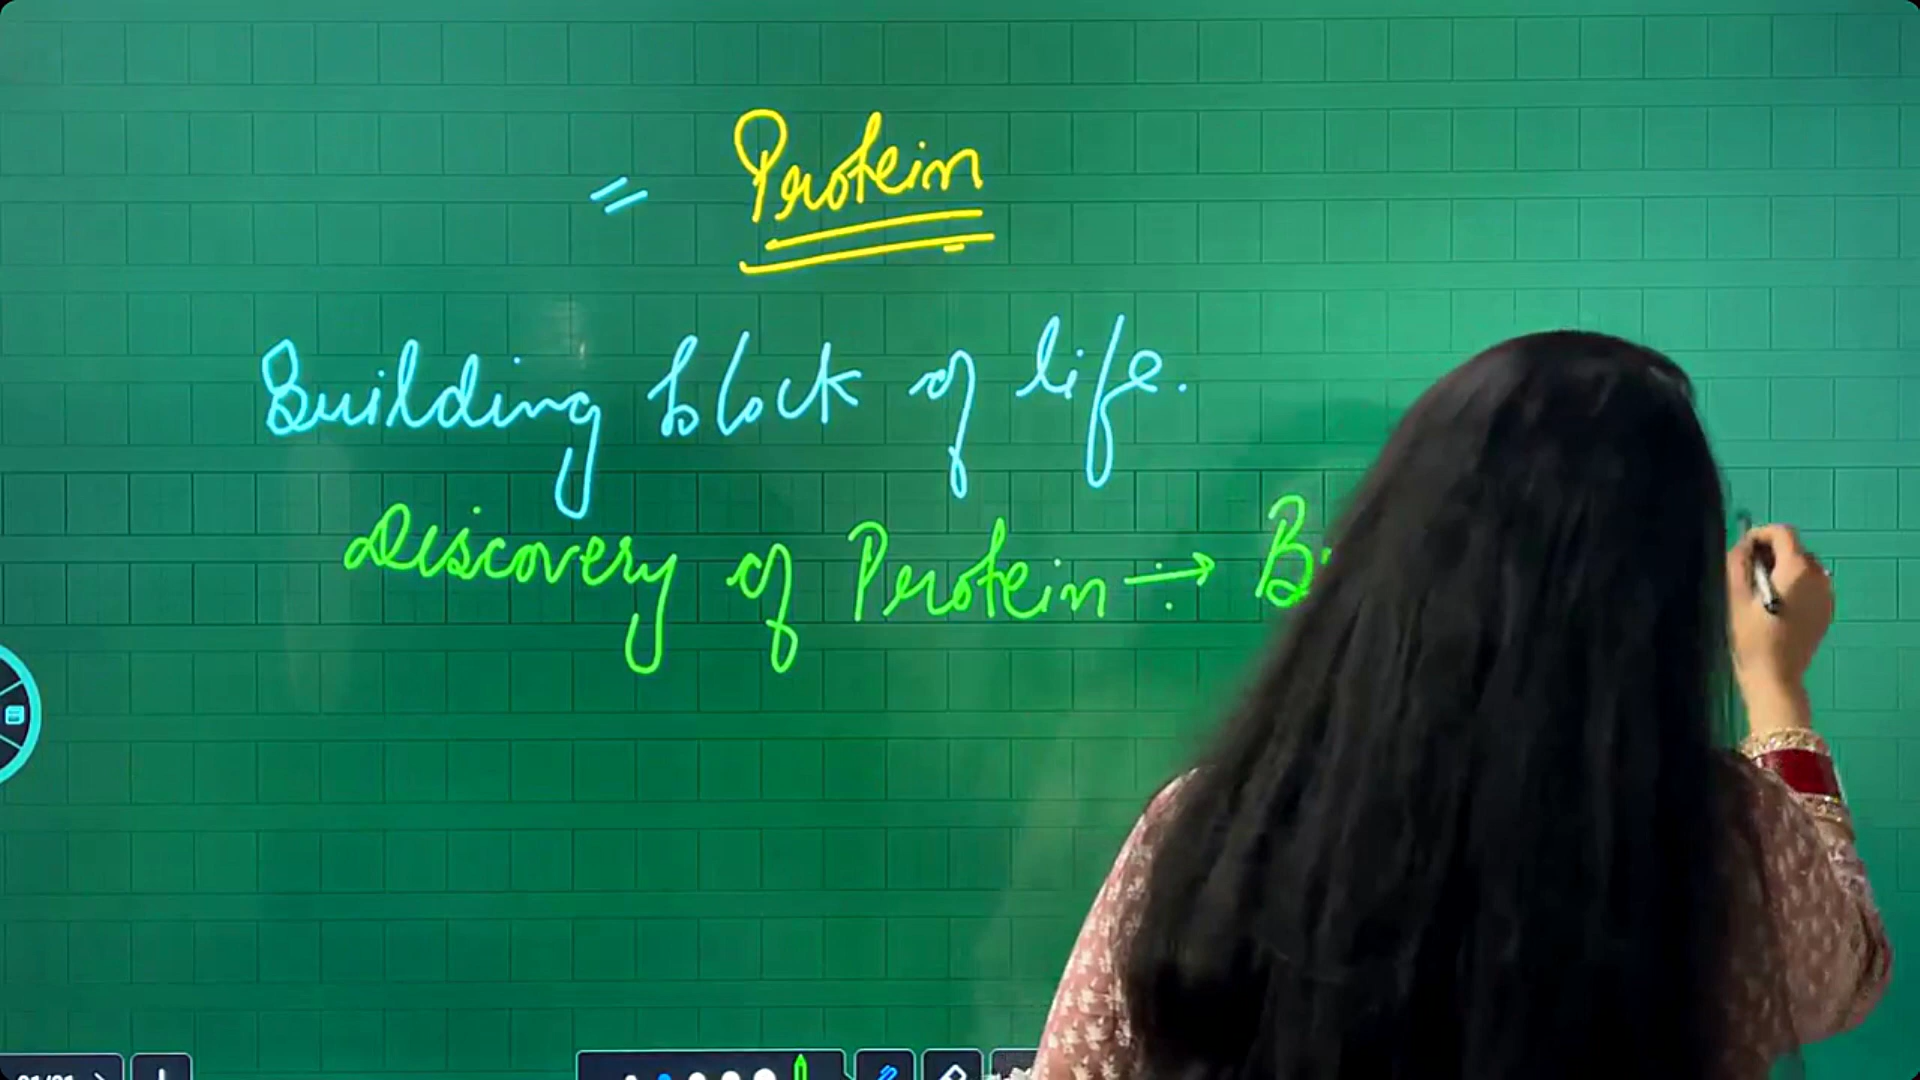 = Protein
Building block of life.
Discovery of Protein →